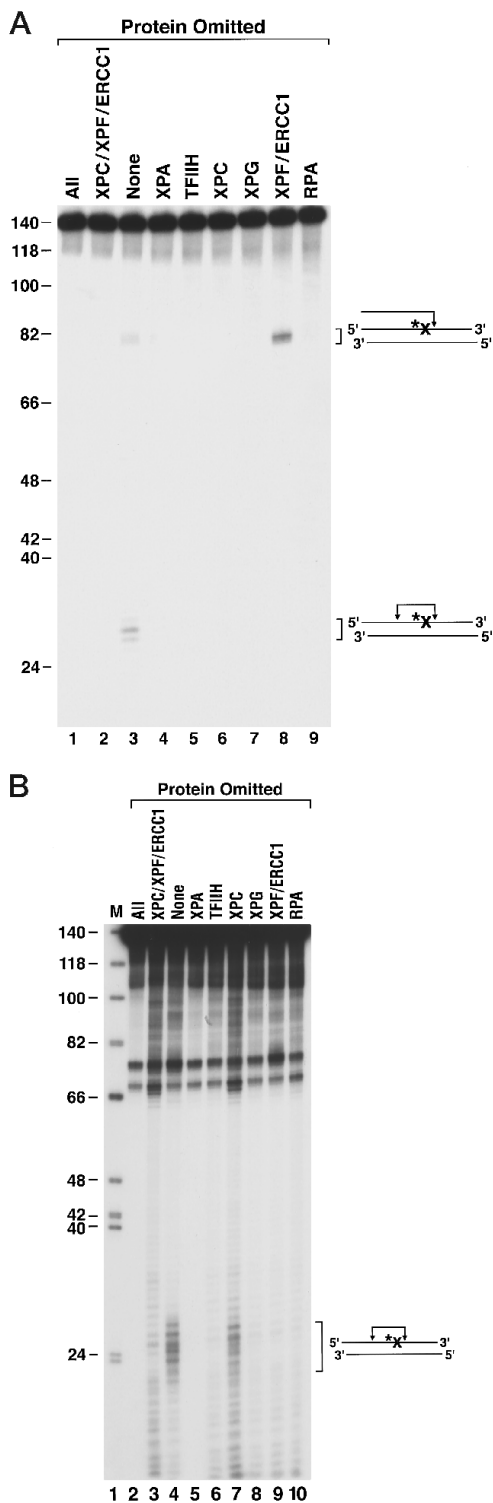 A
Protein Omitted
All
XPC/XPF/ERCC1
None
XPA
TFIIH
XPC
XPG
XPF/ERCC1
RPA
140
118
100
82
66
48
42
40
24
5' *X 3'
3' 5'
5' *X 3'
3' 5'
1 2 3 4 5 6 7 8 9
B
Protein Omitted
M
All
XPC/XPF/ERCC1
None
XPA
TFIIH
XPC
XPG
XPF/ERCC1
RPA
140
118
100
82
66
48
42
40
24
5' *X 3'
3' 5'
1 2 3 4 5 6 7 8 9 10